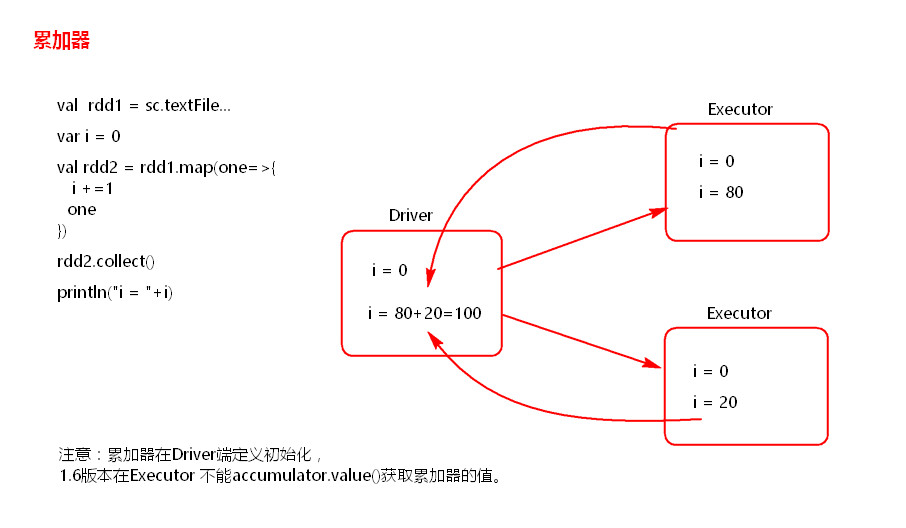 累加器
val  rdd1 = sc.textFile...
var i = 0
val rdd2 = rdd1.map(one=>{
i +=1
one
})
rdd2.collect()
println("i = "+i)
Driver
i = 0
i = 80+20=100
Executor
i = 0
i = 80
Executor
i = 0
i = 20
注意：累加器在Driver端定义初始化，
1.6版本在Executor 不能accumulator.value()获取累加器的值。